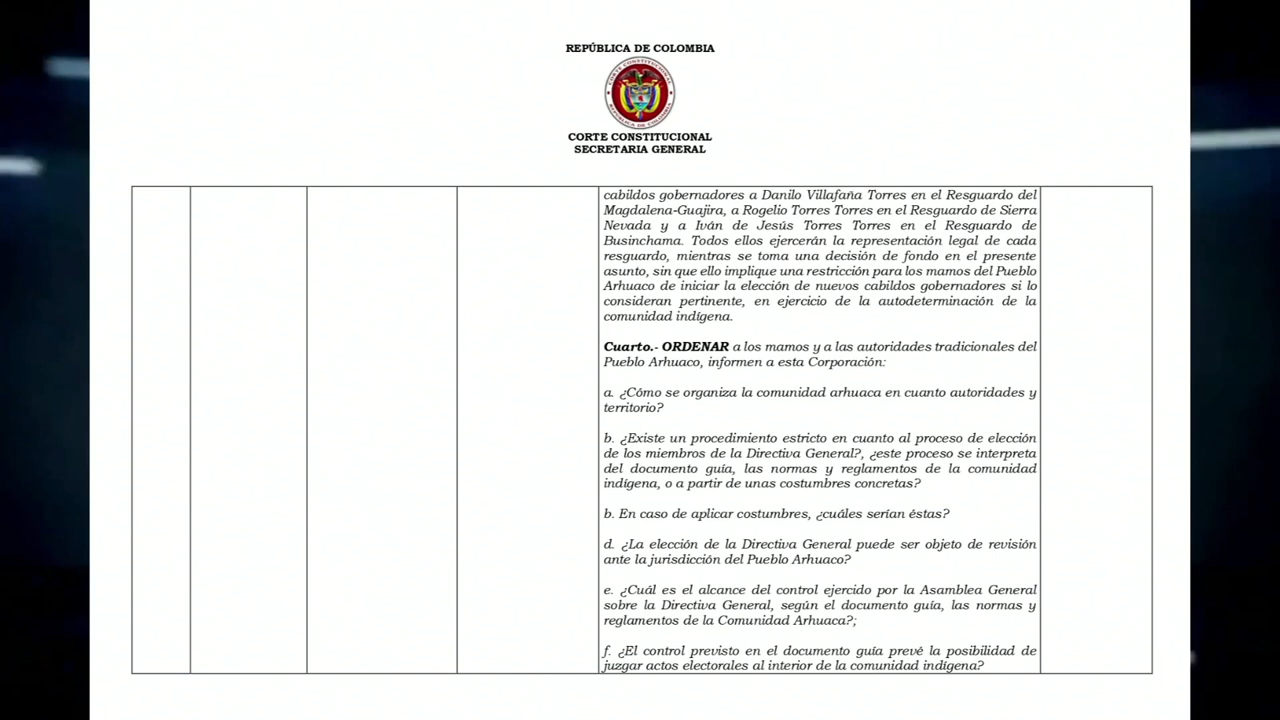 REPÚBLICA DE COLOMBIA
CORTE CONSTITUCIONAL
REPÚBLICA DE COLOMBIA
CORTE CONSTITUCIONAL
SECRETARIA GENERAL
cabildos gobernadores a Danilo Villafaña Torres en el Resguardo del
Magdalena-Guajira, a Rogelio Torres Torres en el Resguardo de Sierra
Nevada y a Iván de Jesús Torres Torres en el Resguardo de
Businchama. Todos ellos ejercerán la representación legal de cada
resguardo, mientras se toma una decisión de fondo en el presente
asunto, sin que ello implique una restricción para los mamos del Pueblo
Arhuaco de iniciar la elección de nuevos cabildos gobernadores si lo
consideran pertinente, en ejercicio de la autodeterminación de la
comunidad indígena.
Cuarto.- ORDENAR a los mamos y a las autoridades tradicionales del
Pueblo Arhuaco, informen a esta Corporación:
a. ¿Cómo se organiza la comunidad arhuaca en cuanto autoridades y
territorio?
b. ¿Existe un procedimiento estricto en cuanto al proceso de elección
de los miembros de la Directiva General?, ¿este proceso se interpreta
del documento guía, las normas y reglamentos de la comunidad
indígena, o a partir de unas costumbres concretas?
b. En caso de aplicar costumbres, ¿cuáles serían éstas?
d. ¿La elección de la Directiva General puede ser objeto de revisión
ante la jurisdicción del Pueblo Arhuaco?
e. ¿Cuál es el alcance del control ejercido por la Asamblea General
sobre la Directiva General, según el documento guía, las normas y
reglamentos de la Comunidad Arhuaca?;
f. ¿El control previsto en el documento guía prevé la posibilidad de
juzgar actos electorales al interior de la comunidad indígena?